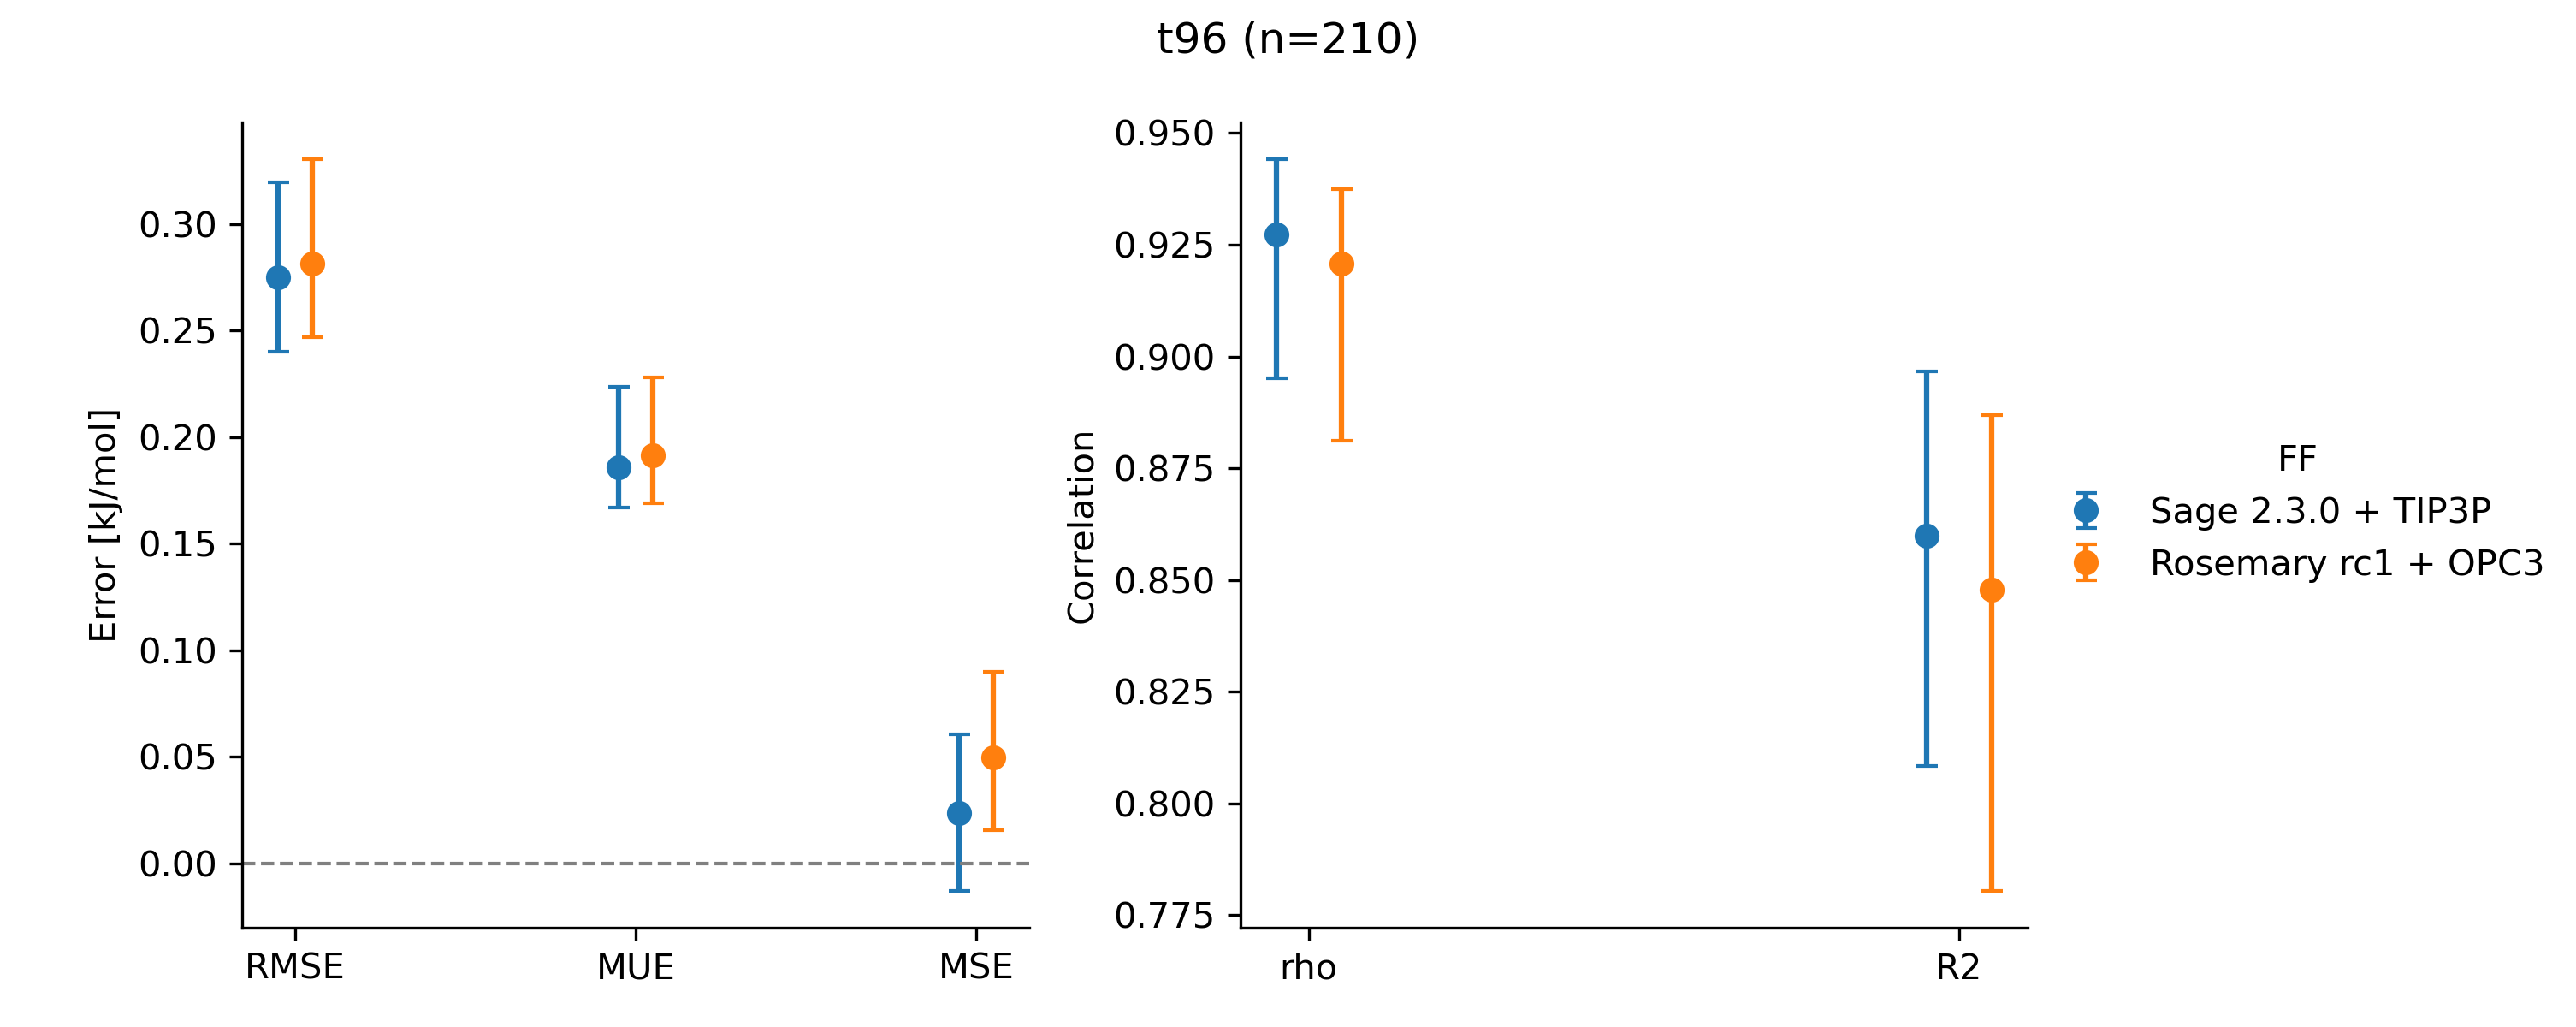 t96 (n=210)
Error [kJ/mol]
0.30
0.25
0.20
0.15
0.10
0.05
0.00
RMSE MUE MSE
Correlation
0.950
0.925
0.900
0.875
0.850
0.825
0.800
0.775
rho R2
FF
Sage 2.3.0 + TIP3P
Rosemary rc1 + OPC3